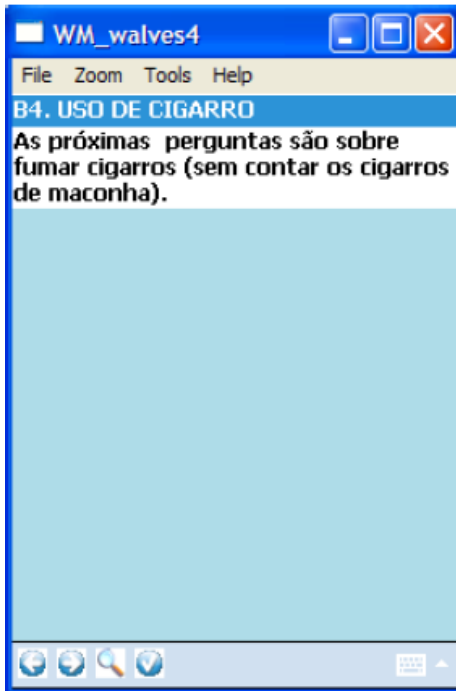 WM_walves4
File Zoom Tools Help
B4. USO DE CIGARRO
As próximas  perguntas são sobre
fumar cigarros (sem contar os cigarros
de maconha).